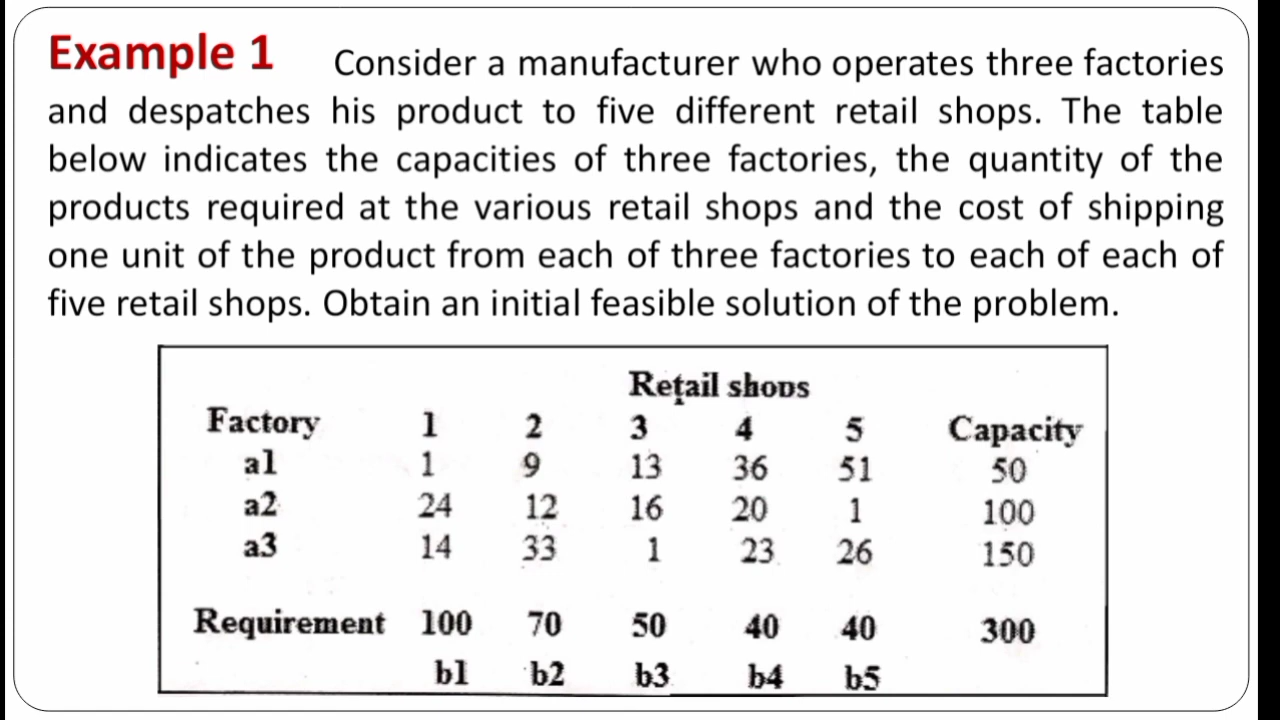 Example 1 Consider a manufacturer who operates three factories
and despatches his product to five different retail shops. The table
below indicates the capacities of three factories, the quantity of the
products required at the various retail shops and the cost of shipping
one unit of the product from each of three factories to each of each of
five retail shops. Obtain an initial feasible solution of the problem.
Retail shops
Factory 1 2 3 4 5 Capacity
a1 1 9 13 36 51 50
a2 24 12 16 20 1 100
a3 14 33 1 23 26 150
Requirement 100 70 50 40 40 300
b1 b2 b3 b4 b5